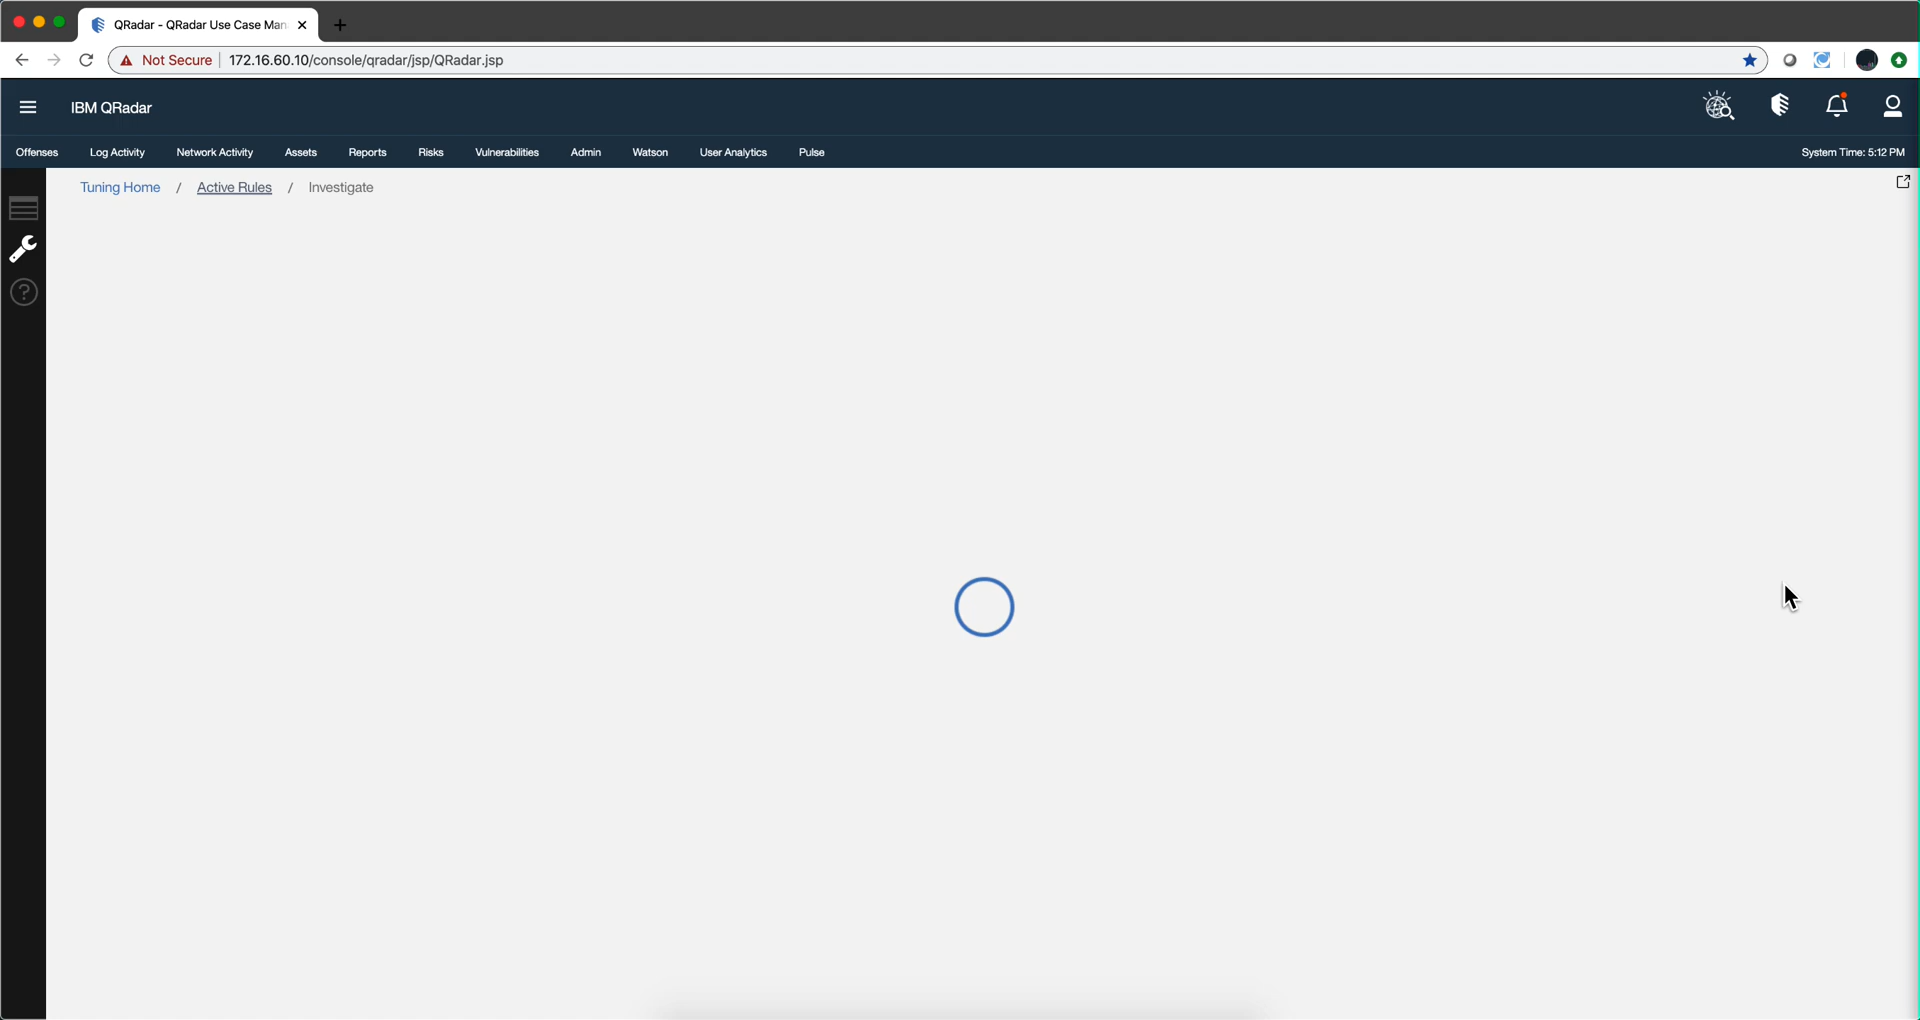 QRadar - QRadar Use Case Man
Not Secure 172.16.60.10/console/qradar/jsp/QRadar.jsp
IBM QRadar
Offenses Log Activity Network Activity Assets Reports Risks Vulnerabilities Admin Watson User Analytics Pulse System Time: 5:12 PM
Tuning Home / Active Rules / Investigate